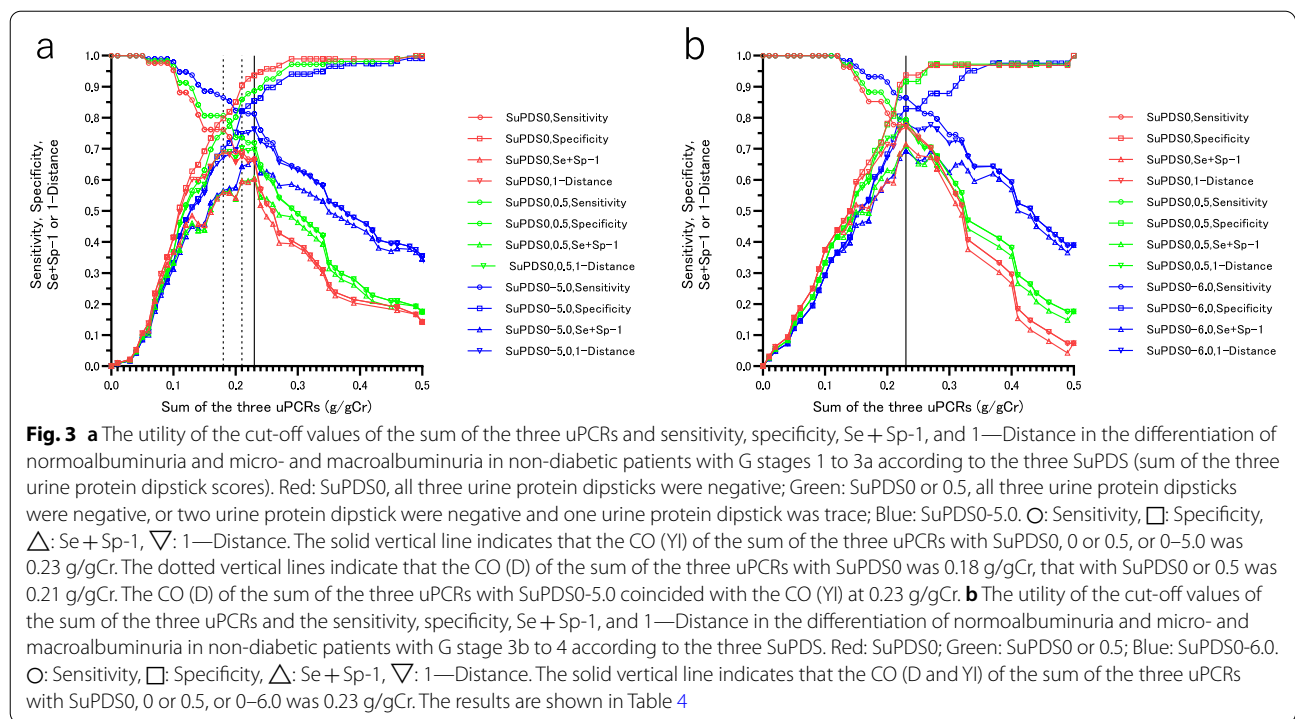 a
Sensitivity, Specificity,
Se+Sp-1 or 1-Distance
1.0
0.9
0.8
0.7
0.6
0.5
0.4
0.3
0.2
0.1
0.0
0.0 0.1 0.2 0.3 0.4 0.5
Sum of the three uPCRs (g/gCr)
SuPDS0,Sensitivity
SuPDS0,Specificity
SuPDS0,Se+Sp-1
SuPDS0,1-Distance
SuPDS0,0.5,Sensitivity
SuPDS0,0.5,Specificity
SuPDS0,0.5,Se+Sp-1
SuPDS0,0.5,1-Distance
SuPDS0-5.0,Sensitivity
SuPDS0-5.0,Specificity
SuPDS0-5.0,Se+Sp-1
SuPDS0-5.0,1-Distance
b
Sensitivity, Specificity,
Se+Sp-1 or 1-Distance
1.0
0.9
0.8
0.7
0.6
0.5
0.4
0.3
0.2
0.1
0.0
0.0 0.1 0.2 0.3 0.4 0.5
Sum of the three uPCRs (g/gCr)
SuPDS0,Sensitivity
SuPDS0,Specificity
SuPDS0,Se+Sp-1
SuPDS0,1-Distance
SuPDS0,0.5,Sensitivity
SuPDS0,0.5,Specificity
SuPDS0,0.5,Se+Sp-1
SuPDS0,0.5,1-Distance
SuPDS0-6.0,Sensitivity
SuPDS0-6.0,Specificity
SuPDS0-6.0,Se+Sp-1
SuPDS0-6.0,1-Distance
Fig. 3 a The utility of the cut-off values of the sum of the three uPCRs and sensitivity, specificity, Se + Sp-1, and 1—Distance in the differentiation of
normoalbuminuria and micro- and macroalbuminuria in non-diabetic patients with G stages 1 to 3a according to the three SuPDS (sum of the three
urine protein dipstick scores). Red: SuPDS0, all three urine protein dipsticks were negative; Green: SuPDS0 or 0.5, all three urine protein dipsticks
were negative, or two urine protein dipstick were negative and one urine protein dipstick was trace; Blue: SuPDS0-5.0. ○: Sensitivity, □: Specificity,
△: Se + Sp-1, ▽: 1—Distance. The solid vertical line indicates that the CO (YI) of the sum of the three uPCRs with SuPDS0, 0 or 0.5, or 0–5.0 was
0.23 g/gCr. The dotted vertical lines indicate that the CO (D) of the sum of the three uPCRs with SuPDS0 was 0.18 g/gCr, that with SuPDS0 or 0.5 was
0.21 g/gCr. The CO (D) of the sum of the three uPCRs with SuPDS0-5.0 coincided with the CO (YI) at 0.23 g/gCr. b The utility of the cut-off values of
the sum of the three uPCRs and the sensitivity, specificity, Se + Sp-1, and 1—Distance in the differentiation of normoalbuminuria and micro- and
macroalbuminuria in non-diabetic patients with G stage 3b to 4 according to the three SuPDS. Red: SuPDS0; Green: SuPDS0 or 0.5; Blue: SuPDS0-6.0.
○: Sensitivity, □: Specificity, △: Se + Sp-1, ▽: 1—Distance. The solid vertical line indicates that the CO (D and YI) of the sum of the three uPCRs
with SuPDS0, 0 or 0.5, or 0–6.0 was 0.23 g/gCr. The results are shown in Table 4